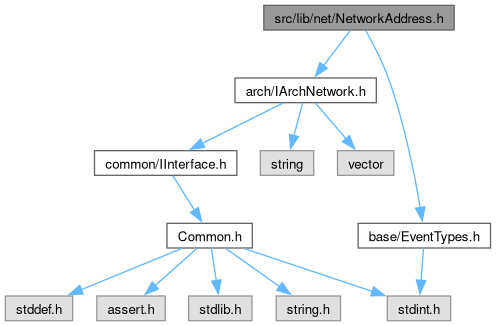 src/lib/net/NetworkAddress.h
arch/IArchNetwork.h
common/IInterface.h
string
vector
Common.h
base/EventTypes.h
stddef.h
assert.h
stdlib.h
string.h
stdint.h